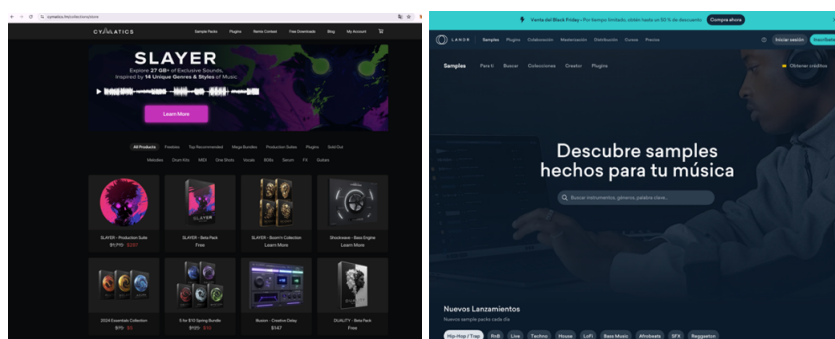 cymatics.fm/collections/store
CYMATICS
Sample Packs Plugins Remix Contest Free Downloads Blog My Account
SLAYER
Explore 27 GB+ of Exclusive Sounds,
Inspired by 14 Unique Genres & Styles of Music
Learn More
All Products Freebies Top Recommended Mega Bundles Production Suites Plugins Sold Out
Melodies Drum Kits MIDI One Shots Vocals 808s Serum FX Guitars
SLAYER
SLAYER - Production Suite
SLAYER - Beta Pack
Free
SLAYER - Boom'n Collection
Learn More
Shockwave - Bass Engine
Learn More
2024 Essentials Collection
5 for $10 Spring Bundle
Illusion - Creative Delay
$147
DUALITY
DUALITY - Beta Pack
Free
Venta del Black Friday - Por tiempo limitado, obtén hasta un 50 % de descuento Compra ahora
LANDR Samples Plugins Colaboración Masterización Distribución Cursos Precios
Iniciar sesión
Samples Para ti Buscar Colecciones Creator Plugins Obtener créditos
Descubre samples
hechos para tu música
Buscar instrumentos, géneros, palabra clave...
Nuevos Lanzamientos
Nuevos sample packs cada día
Hip-Hop / Trap RnB Live Techno House LoFi Bass Music Afrobeats SFX Reggaeton